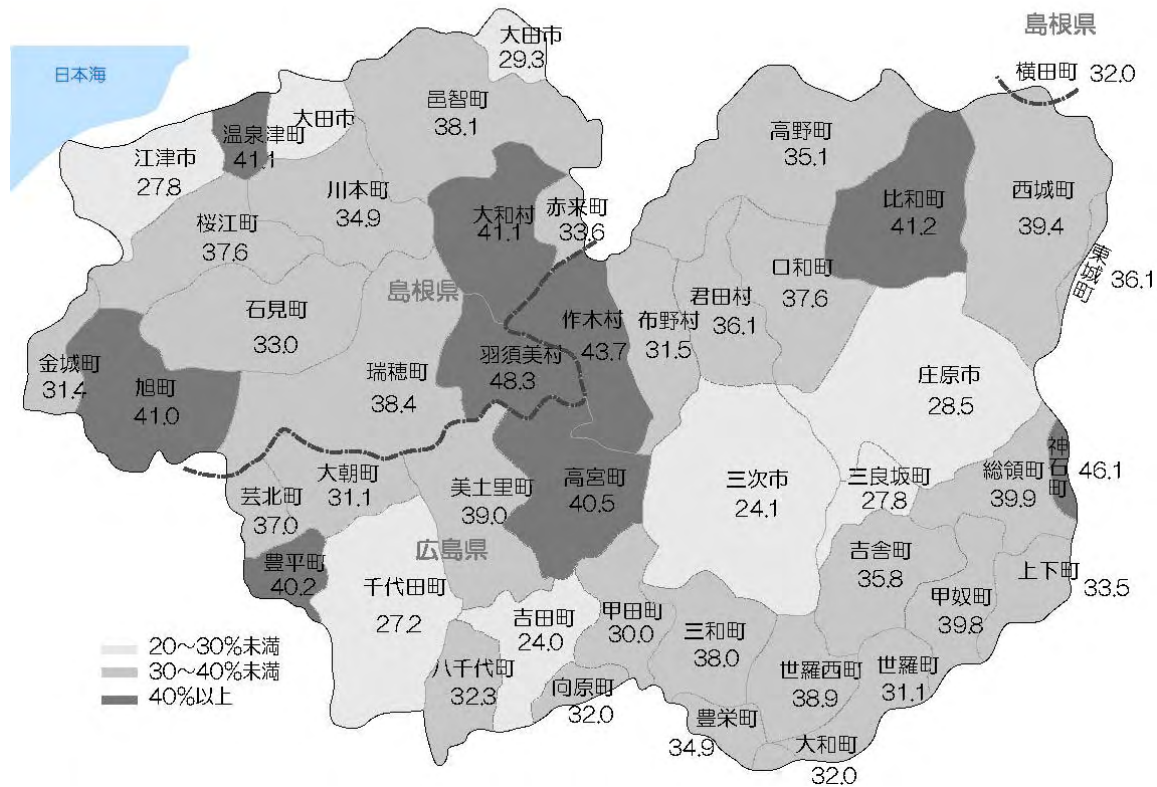 島根県
大田市
29.3
日本海
横田町 32.0
邑智町
38.1
大田市
温泉津町
41.1
高野町
35.1
江津市
27.8
川本町
34.9
大和村
41.1
赤来町
33.6
比和町
41.2
西城町
39.4
桜江町
37.6
東城町
36.1
島根県
石見町
33.0
口和町
37.6
君田村
36.1
布野村
31.5
作木村
43.7
羽須美村
48.3
金城町
31.4
旭町
41.0
瑞穂町
38.4
庄原市
28.5
神石町
46.1
総領町
39.9
三良坂町
27.8
三次市
24.1
高宮町
40.5
美土里町
39.0
大朝町
31.1
芸北町
37.0
広島県
豊平町
40.2
千代田町
27.2
吉田町
24.0
甲田町
30.0
三和町
38.0
吉舎町
35.8
甲奴町
39.8
上下町
33.5
世羅西町
38.9
世羅町
31.1
八千代町
32.3
向原町
32.0
豊栄町
34.9
大和町
32.0
20～30%未満
30～40%未満
40%以上